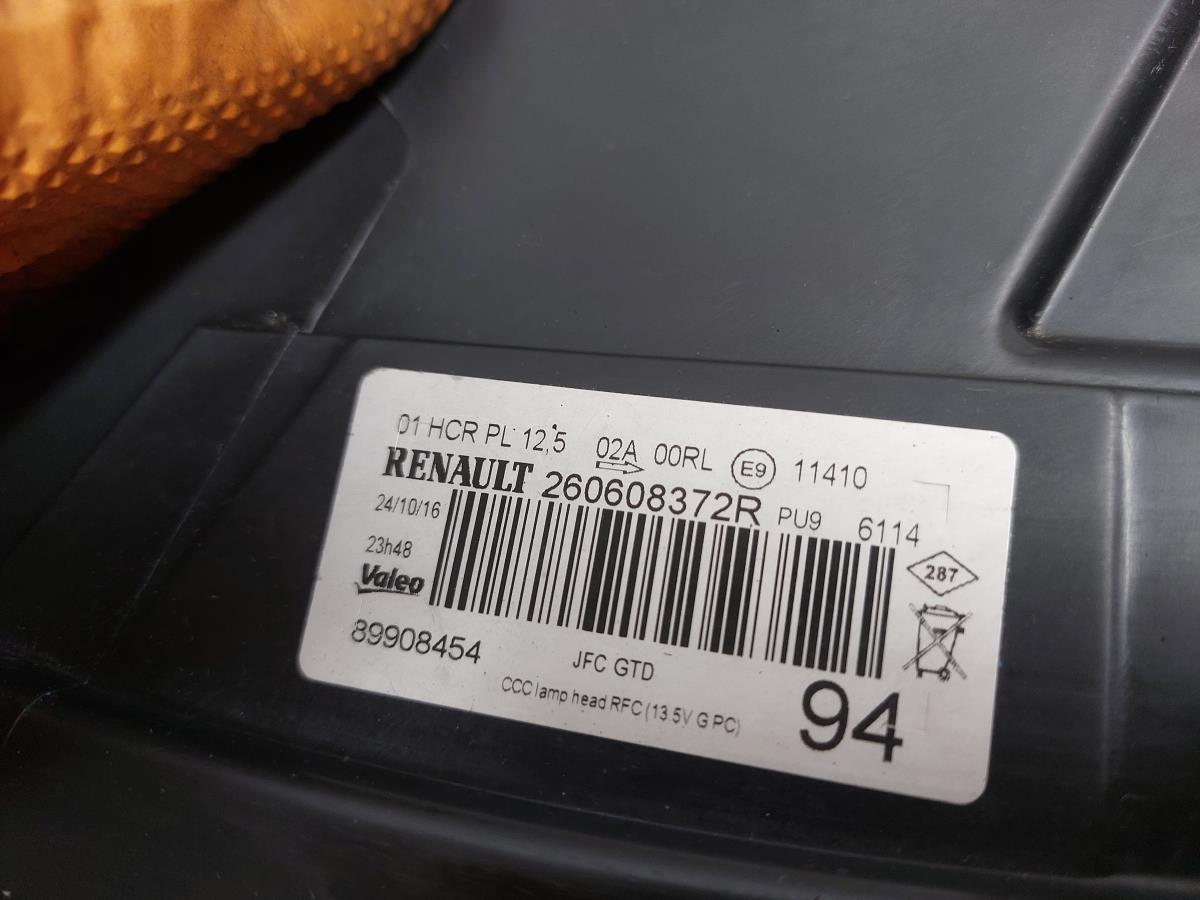 01 HCR PL 12,5 02A 00RL E9 11410
RENAULT 260608372R PU9 6114
24/10/16
23h48
287
Valeo
89908454
JFC GTD
CCC lamp head RFC (13.5V G PC)
94